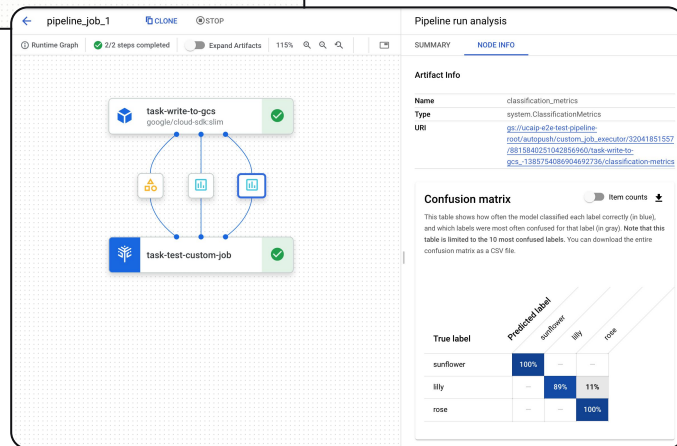 pipeline_job_1
CLONE
STOP
Pipeline run analysis
Runtime Graph
2/2 steps completed
Expand Artifacts
115%
SUMMARY
NODE INFO
task-write-to-gcs
google/cloud-sdk:slim
task-test-custom-job
Artifact Info
Name classification_metrics
Type system.ClassificationMetrics
URI gs://ucaip-e2e-test-pipeline-
root/autopush/custom_job_executor/32041851557
/8815840251042856960/task-write-to-
gcs_-1385754086904692736/classification-metrics
Confusion matrix
Item counts
This table shows how often the model classified each label correctly (in blue),
and which labels were most often confused for that label (in gray). Note that this
table is limited to the 10 most confused labels. You can download the entire
confusion matrix as a CSV file.
True label
Predicted label
sunflower
lilly
rose
sunflower 100% — —
lilly — 89% 11%
rose — — 100%